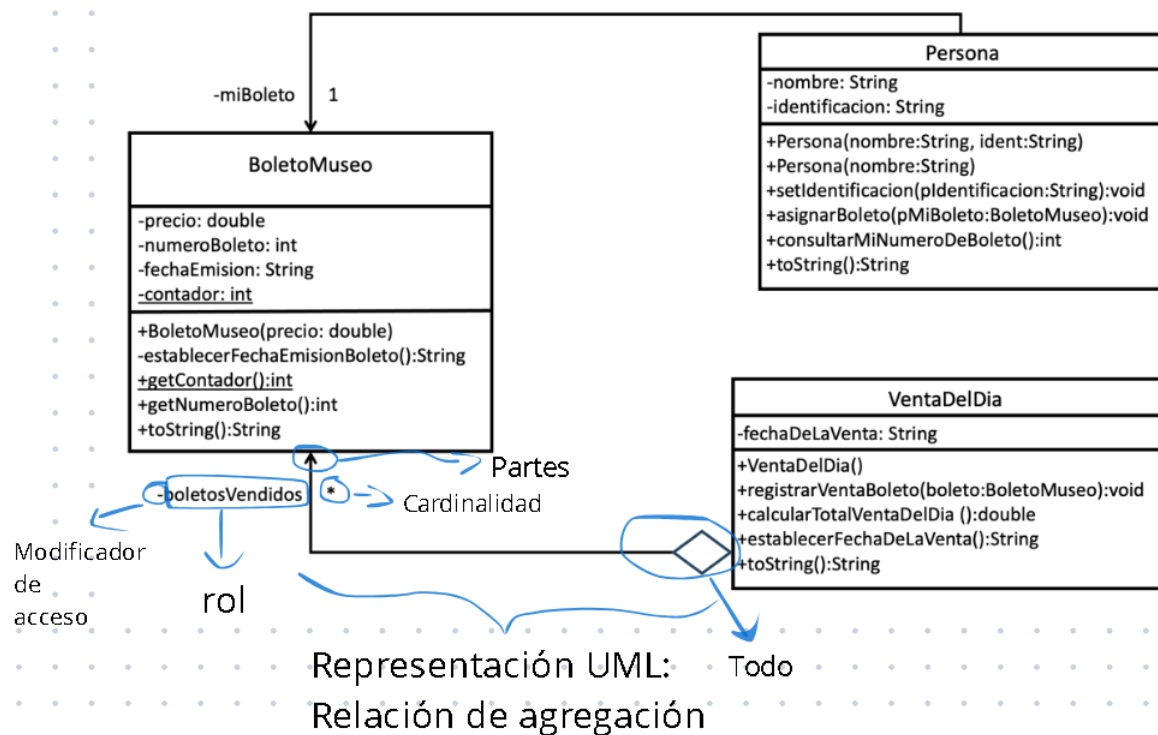 -miBoleto 1
BoletoMuseo
-precio: double
-numeroBoleto: int
-fechaEmision: String
-contador: int
+BoletoMuseo(precio: double)
-establecerFechaEmisionBoleto():String
+getContador():int
+getNumeroBoleto():int
+toString():String
Persona
-nombre: String
-identificacion: String
+Persona(nombre:String, ident:String)
+Persona(nombre:String)
+setIdentificacion(pIdentificacion:String):void
+asignarBoleto(pMiBoleto:BoletoMuseo):void
+consultarMiNumeroDeBoleto():int
+toString():String
VentaDelDia
-fechaDeLaVenta: String
+VentaDelDia()
+registrarVentaBoleto(boleto:BoletoMuseo):void
+calcularTotalVentaDelDia ():double
+establecerFechaDeLaVenta():String
+toString():String
Partes
-boletosVendidos *
Cardinalidad
Modificador
de
acceso
rol
Representación UML:
Relación de agregación
Todo